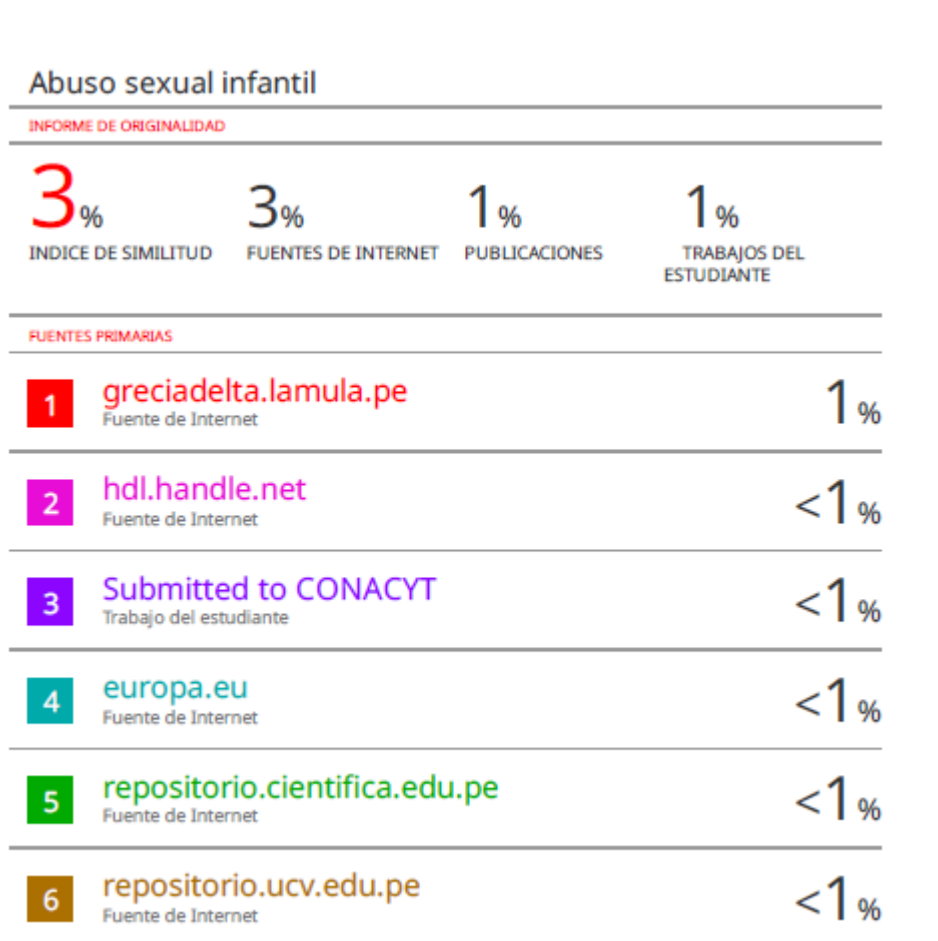 Abuso sexual infantil
INFORME DE ORIGINALIDAD
3%
3%
1%
1%
INDICE DE SIMILITUD
FUENTES DE INTERNET
PUBLICACIONES
TRABAJOS DEL
ESTUDIANTE
FUENTES PRIMARIAS
1
greciadelta.lamula.pe
Fuente de Internet
1%
2
hdl.handle.net
Fuente de Internet
<1%
3
Submitted to CONACYT
Trabajo del estudiante
<1%
4
europa.eu
Fuente de Internet
<1%
5
repositorio.cientifica.edu.pe
Fuente de Internet
<1%
6
repositorio.ucv.edu.pe
Fuente de Internet
<1%